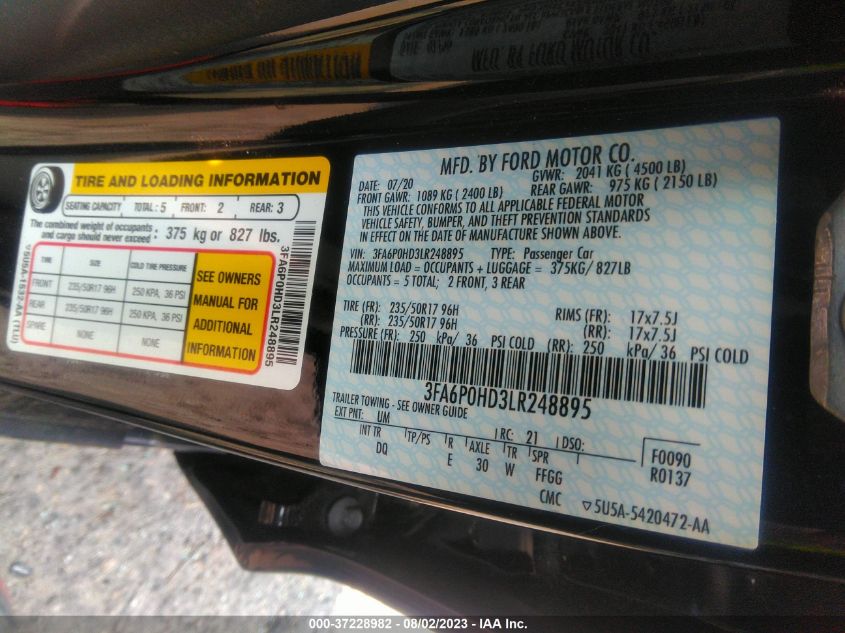 TIRE AND LOADING INFORMATION
SEATING CAPACITY TOTAL: 5 FRONT: 2 REAR: 3
The combined weight of occupants and cargo should never exceed: 375 kg or 827 lbs.
TIRE SIZE COLD TIRE PRESSURE
FRONT 235/50R17 96H 250 KPA, 36 PSI
REAR 235/50R17 96H 250 KPA, 36 PSI
SPARE NONE NONE
SEE OWNERS
MANUAL FOR
ADDITIONAL
INFORMATION
5U5A-1532-AA (TLU)
3FA6P0HD3LR248895
MFD. BY FORD MOTOR CO.
DATE: 07/20 GVWR: 2041 KG (4500 LB)
FRONT GAWR: 1089 KG (2400 LB) REAR GAWR: 975 KG (2150 LB)
THIS VEHICLE CONFORMS TO ALL APPLICABLE FEDERAL MOTOR
VEHICLE SAFETY, BUMPER, AND THEFT PREVENTION STANDARDS
IN EFFECT ON THE DATE OF MANUFACTURE SHOWN ABOVE.
VIN: 3FA6P0HD3LR248895 TYPE: Passenger Car
MAXIMUM LOAD = OCCUPANTS + LUGGAGE = 375KG/ 827LB
OCCUPANTS = 5 TOTAL; 2 FRONT, 3 REAR
TIRE (FR): 235/50R17 96H RIMS (FR): 17x7.5J
(RR): 235/50R17 96H (RR): 17x7.5J
PRESSURE (FR): 250 kPa/ 36 PSI COLD (RR): 250 kPa/ 36 PSI COLD
3FA6P0HD3LR248895
TRAILER TOWING - SEE OWNER GUIDE
EXT PNT: UM RC: 21 DSO:
INT TR TP/PS R AXLE TR SPR F0090
DQ E 30 W FFGG R0137
CMC ▽5U5A-5420472-AA
000-37228982 - 08/02/2023 - IAA Inc.